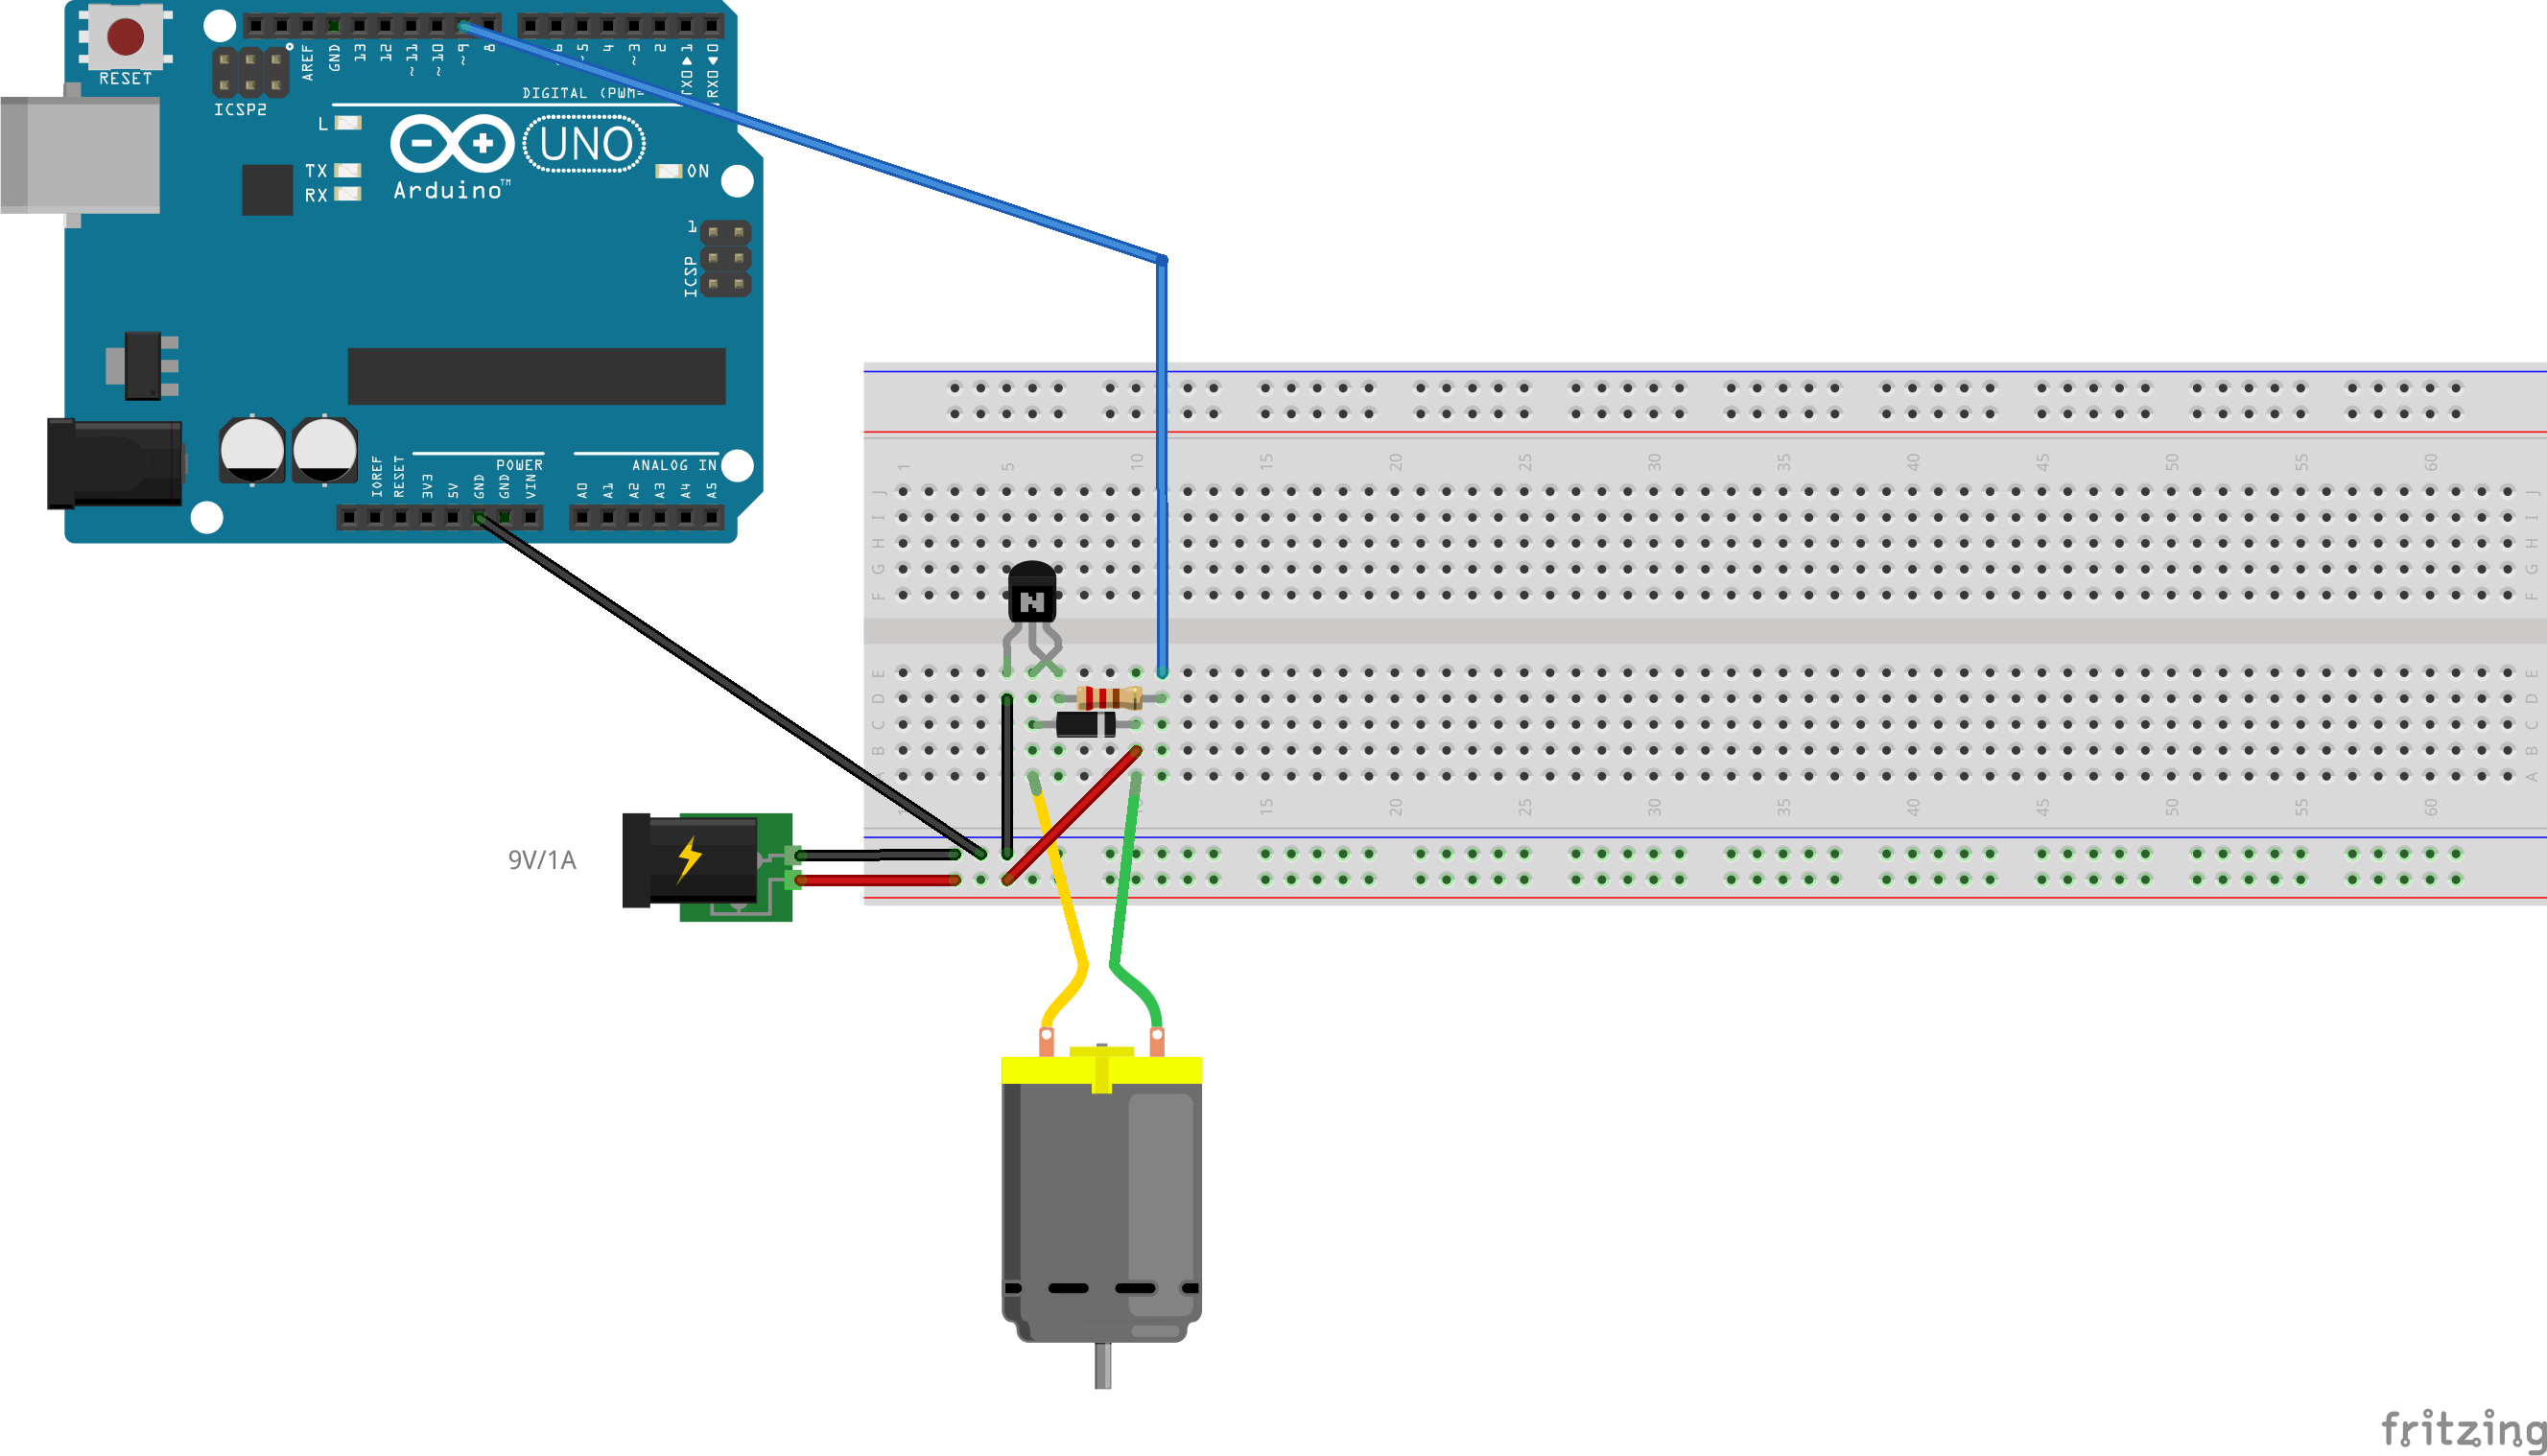 RESET
ICSP2
AREF
GND
13
12
~11
~10
~9
8
~6
~5
4
~3
2
TX0▶1
RX0◀0
DIGITAL (PWM=
L
TX
RX
UNO
Arduino™
ON
1
ICSP
IOREF
RESET
3V3
5V
GND
GND
VIN
POWER
ANALOG IN
A0
A1
A2
A3
A4
A5
1 5 10 15 20 25 30 35 40 45 50 55 60
J J
I I
H H
G G
F F
N
E E
D D
C C
B B
A
15 20 25 30 35 40 45 50 55 60
9V/1A
fritzing